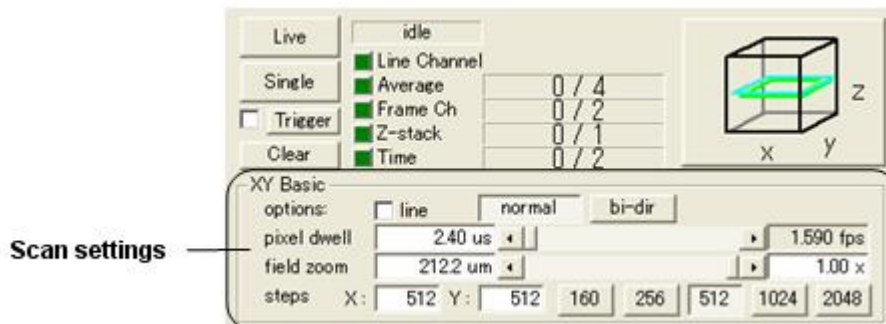 Live
idle
Line Channel
Single
Average 0 / 4
Frame Ch 0 / 2
Trigger
Z-stack 0 / 1
Clear
Time 0 / 2
z
x y
XY Basic
options: line normal bi-dir
Scan settings
pixel dwell 2.40 us 1.590 fps
field zoom 212.2 um 1.00 x
steps X: 512 Y: 512 160 256 512 1024 2048